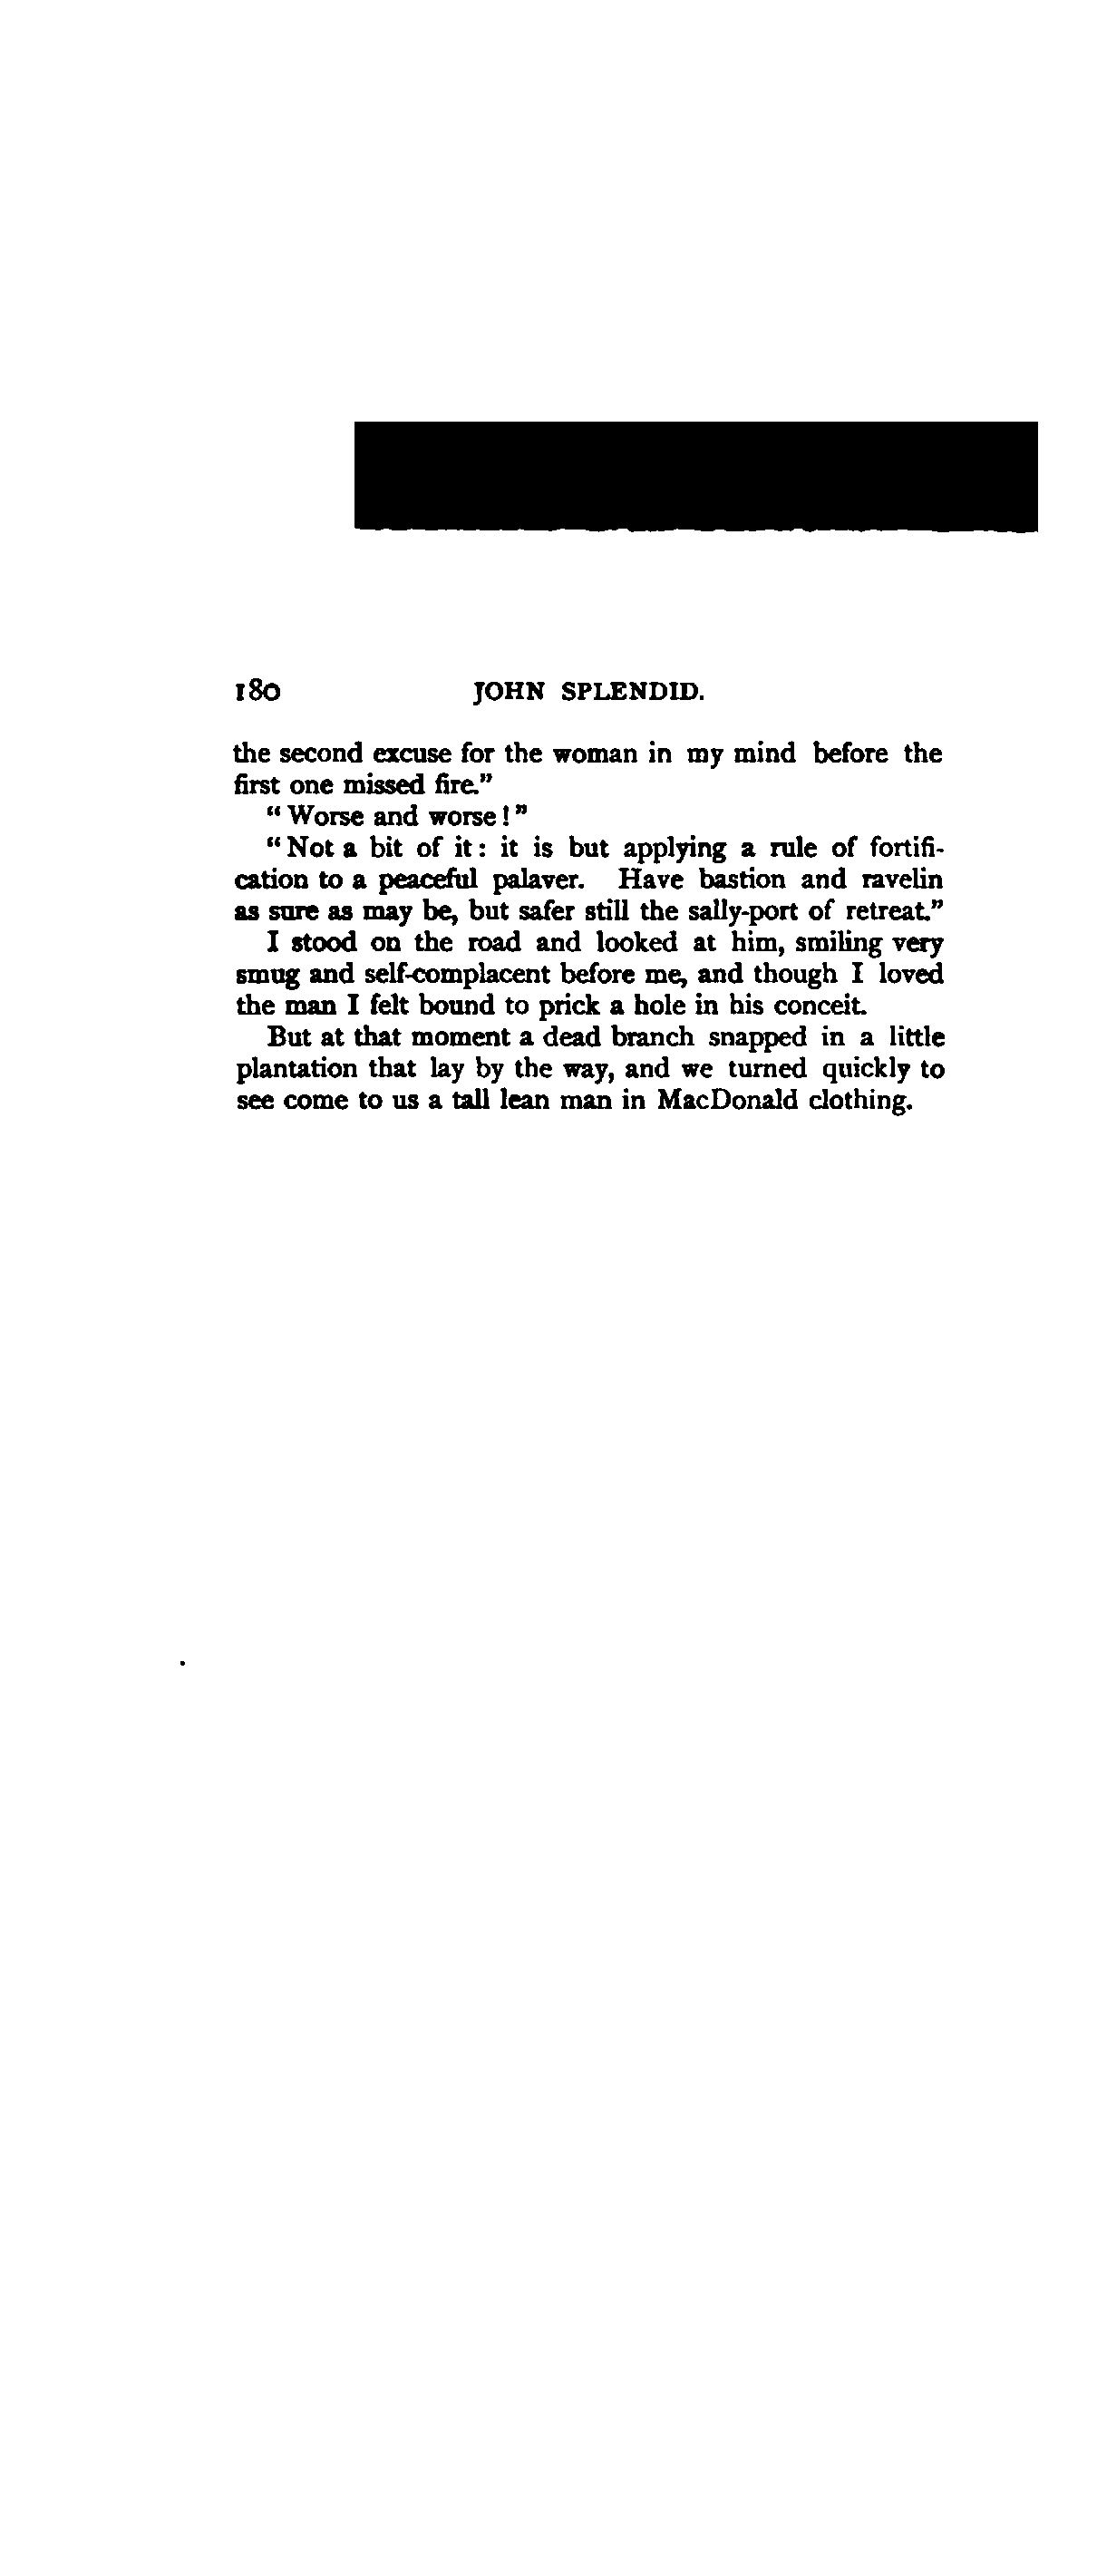 180 JOHN SPLENDID.
the second excuse for the woman in my mind before the
first one missed fire."
"Worse and worse!"
"Not a bit of it: it is but applying a rule of fortifi-
cation to a peaceful palaver. Have bastion and ravelin
as sure as may be, but safer still the sally-port of retreat."
I stood on the road and looked at him, smiling very
smug and self-complacent before me, and though I loved
the man I felt bound to prick a hole in his conceit.
But at that moment a dead branch snapped in a little
plantation that lay by the way, and we turned quickly to
see come to us a tall lean man in MacDonald clothing.